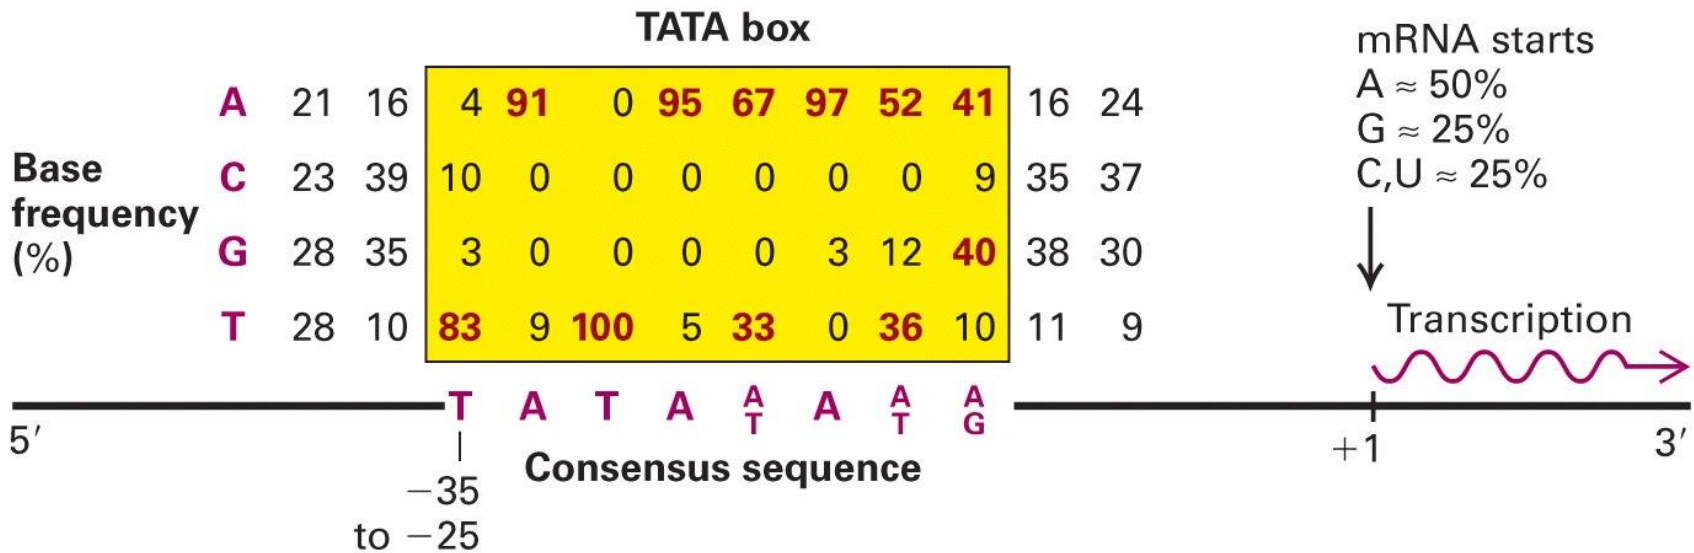 TATA box
mRNA starts
A ≈ 50%
G ≈ 25%
C,U ≈ 25%
Base
frequency
(%)
A 21 16 4 91 0 95 67 97 52 41 16 24
C 23 39 10 0 0 0 0 0 0 9 35 37
G 28 35 3 0 0 0 0 3 12 40 38 30
T 28 10 83 9 100 5 33 0 36 10 11 9
Transcription
T A T A A/T A A/T A/G
5′
+1
3′
Consensus sequence
−35
to −25